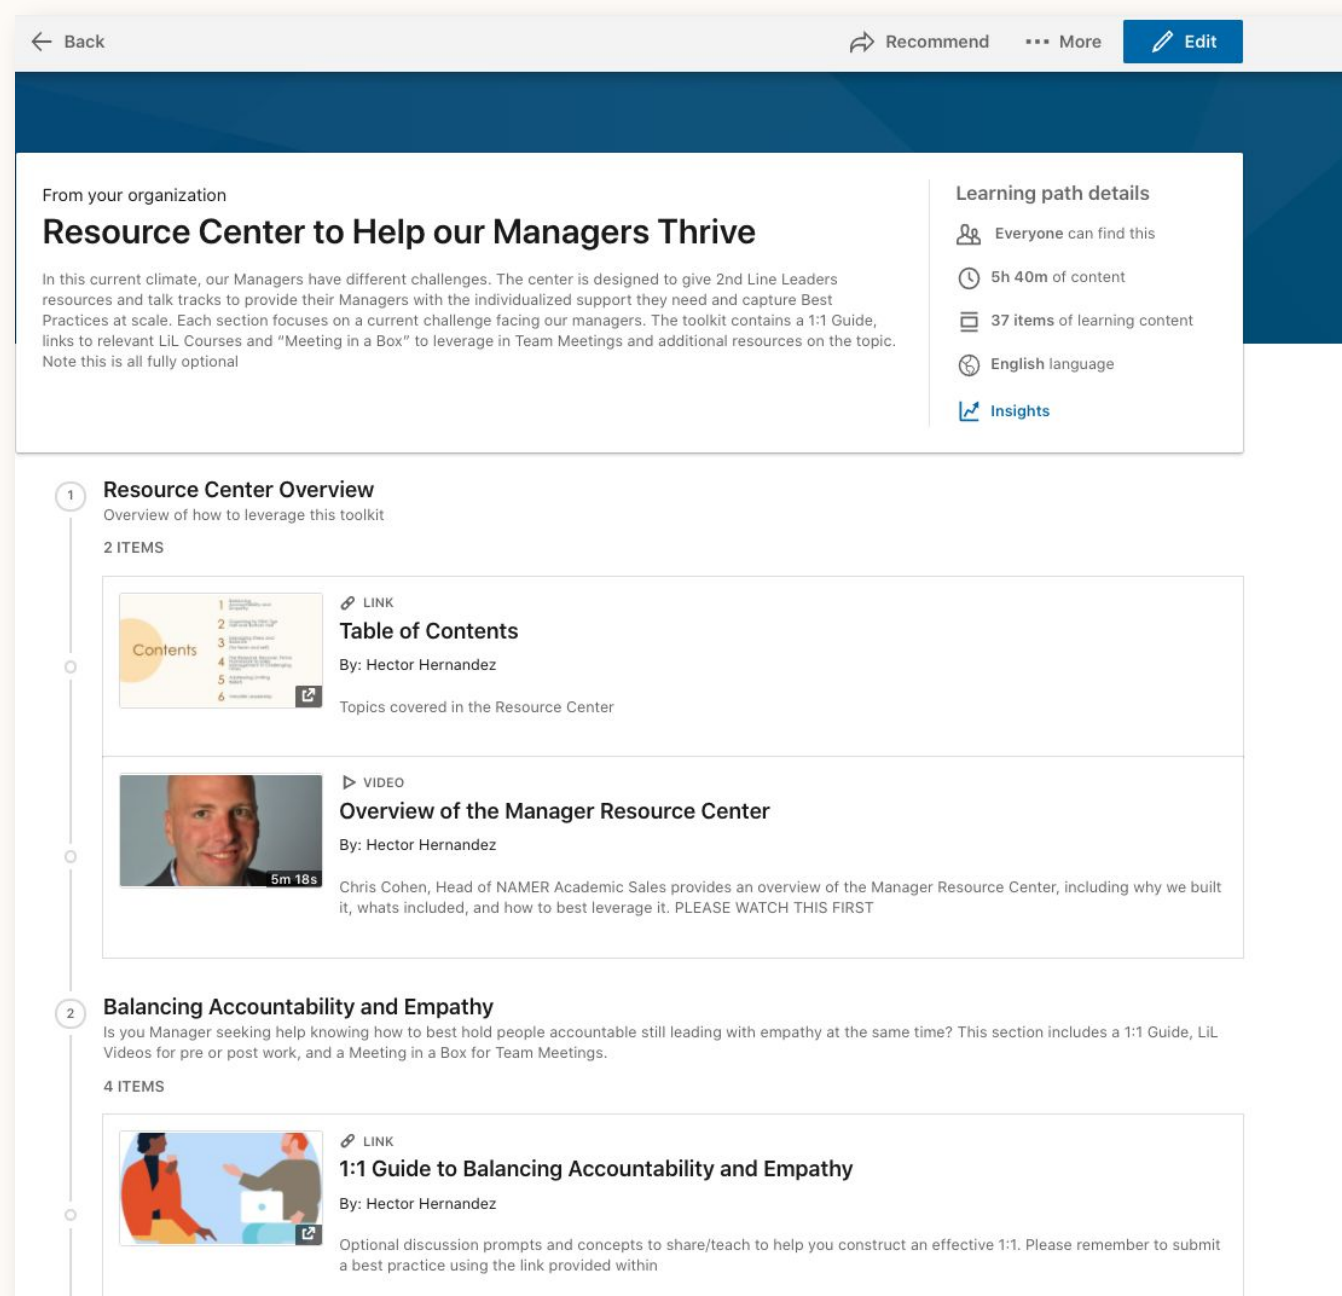 Back
Recommend
More
Edit
From your organization
Resource Center to Help our Managers Thrive
In this current climate, our Managers have different challenges. The center is designed to give 2nd Line Leaders
resources and talk tracks to provide their Managers with the individualized support they need and capture Best
Practices at scale. Each section focuses on a current challenge facing our managers. The toolkit contains a 1:1 Guide,
links to relevant LiL Courses and “Meeting in a Box” to leverage in Team Meetings and additional resources on the topic.
Note this is all fully optional
Learning path details
Everyone can find this
5h 40m of content
37 items of learning content
English language
Insights
1
Resource Center Overview
Overview of how to leverage this toolkit
2 ITEMS
Contents
1
2
3
4
5
6
LINK
Table of Contents
By: Hector Hernandez
Topics covered in the Resource Center
5m 18s
VIDEO
Overview of the Manager Resource Center
By: Hector Hernandez
Chris Cohen, Head of NAMER Academic Sales provides an overview of the Manager Resource Center, including why we built
it, whats included, and how to best leverage it. PLEASE WATCH THIS FIRST
2
Balancing Accountability and Empathy
Is you Manager seeking help knowing how to best hold people accountable still leading with empathy at the same time? This section includes a 1:1 Guide, LiL
Videos for pre or post work, and a Meeting in a Box for Team Meetings.
4 ITEMS
LINK
1:1 Guide to Balancing Accountability and Empathy
By: Hector Hernandez
Optional discussion prompts and concepts to share/teach to help you construct an effective 1:1. Please remember to submit
a best practice using the link provided within